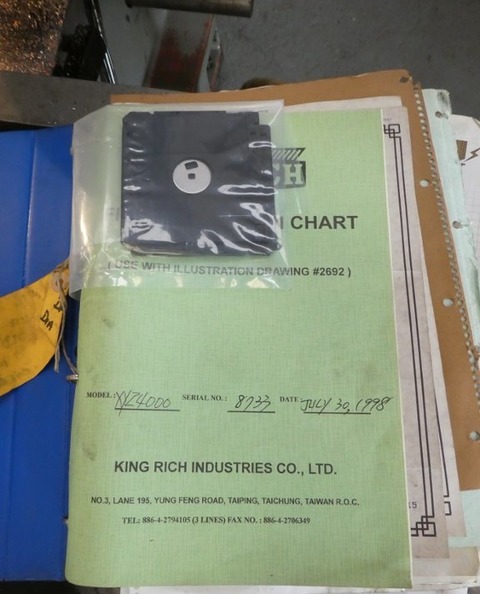 CH
CHART
( USE WITH ILLUSTRATION DRAWING #2692 )
MODEL: XYZ4000 SERIAL NO. : 8733 DATE JULY 30, 1998
KING RICH INDUSTRIES CO., LTD.
NO.3, LANE 195, YUNG FENG ROAD, TAIPING, TAICHUNG, TAIWAN R.O.C.
TEL: 886-4-2794105 (3 LINES) FAX NO. : 886-4-2706349